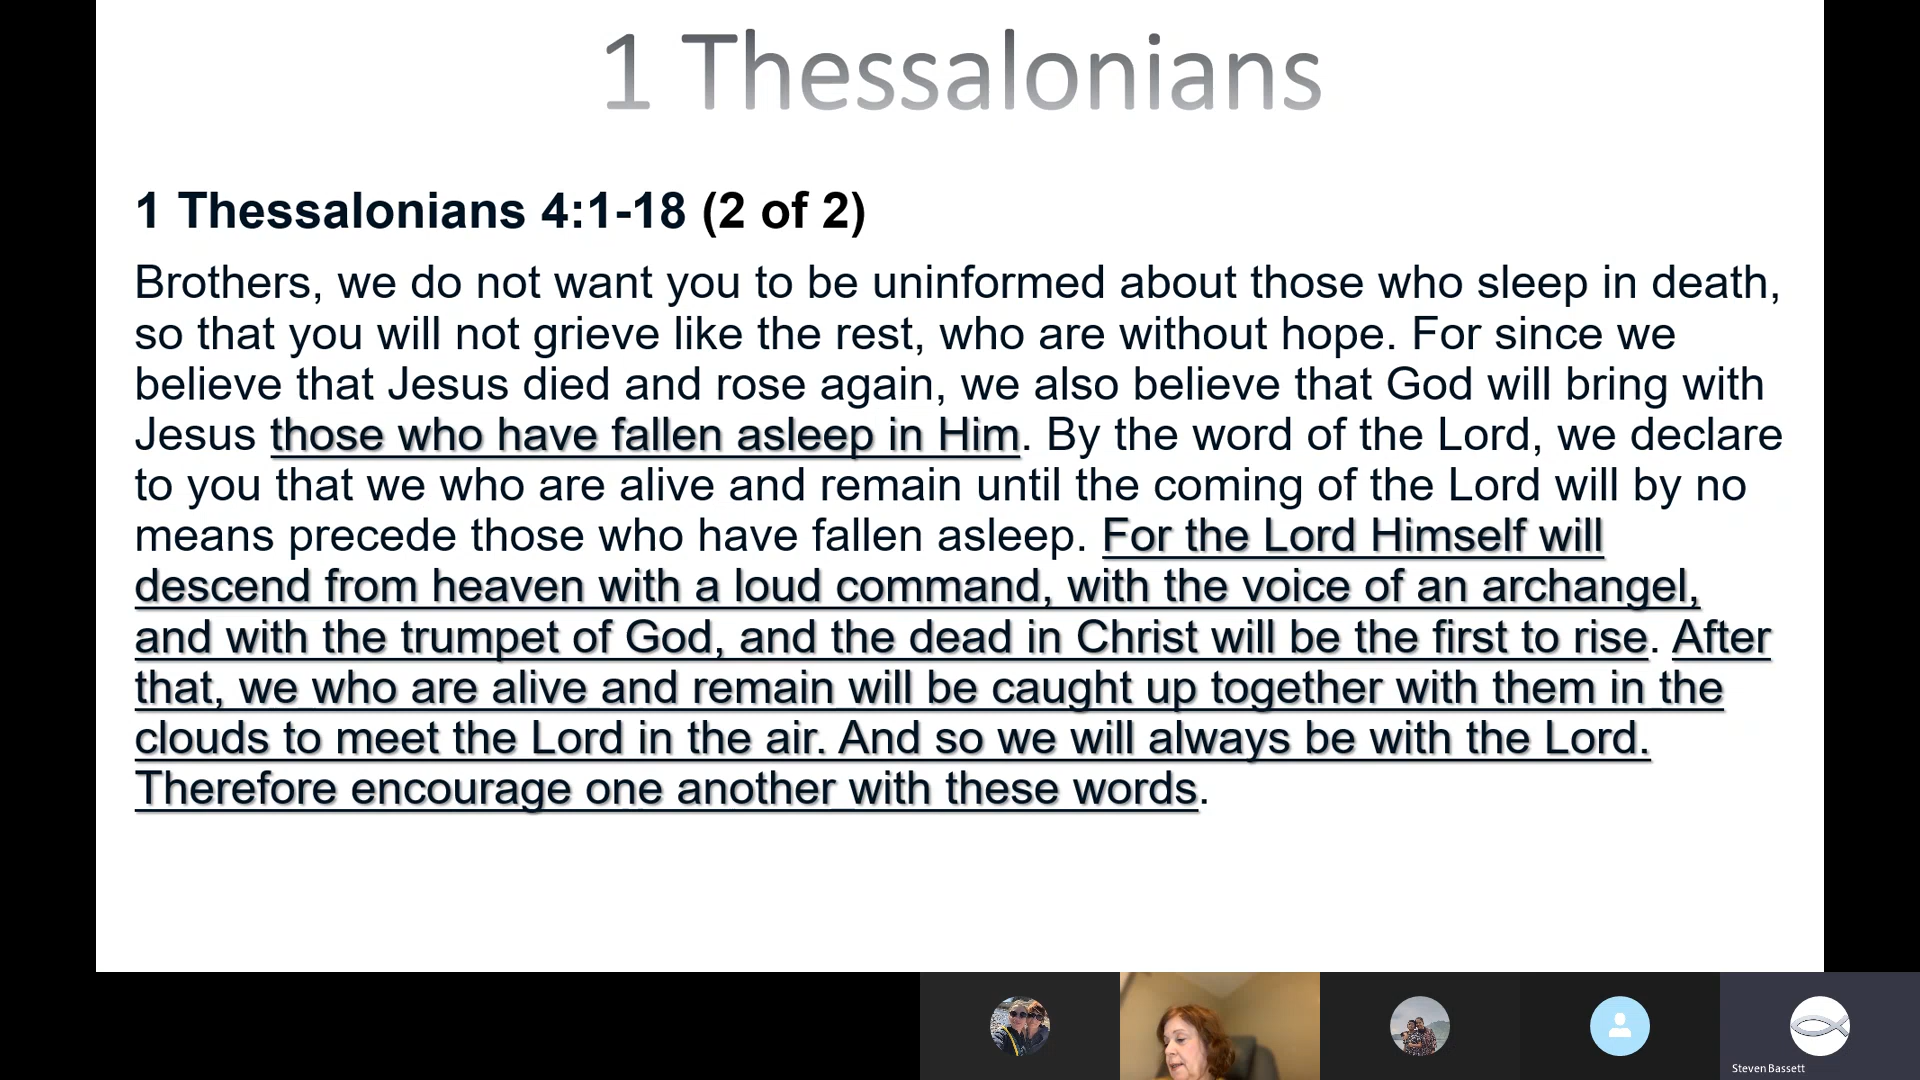 1 Thessalonians
1 Thessalonians 4:1-18 (2 of 2)
Brothers, we do not want you to be uninformed about those who sleep in death,
so that you will not grieve like the rest, who are without hope. For since we
believe that Jesus died and rose again, we also believe that God will bring with
Jesus those who have fallen asleep in Him. By the word of the Lord, we declare
to you that we who are alive and remain until the coming of the Lord will by no
means precede those who have fallen asleep. For the Lord Himself will
descend from heaven with a loud command, with the voice of an archangel,
and with the trumpet of God, and the dead in Christ will be the first to rise. After
that, we who are alive and remain will be caught up together with them in the
clouds to meet the Lord in the air. And so we will always be with the Lord.
Therefore encourage one another with these words.
Steven Bassett